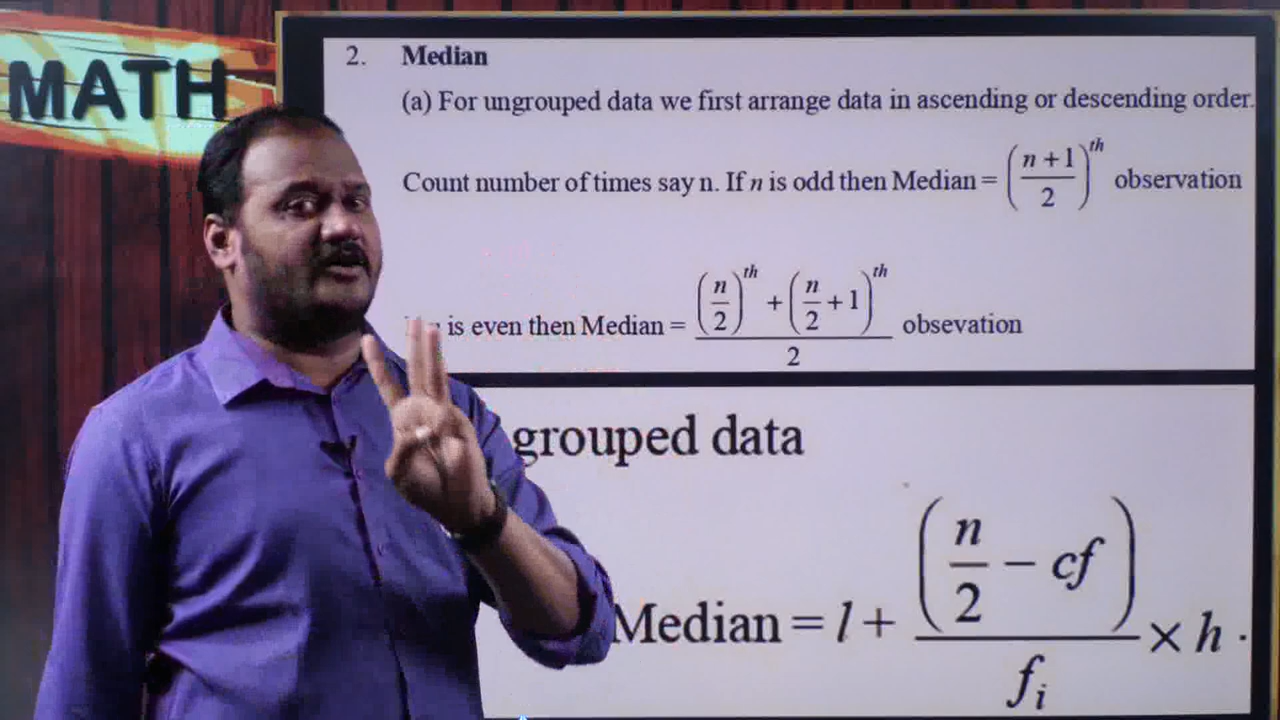 MATH
2. Median
(a) For ungrouped data we first arrange data in ascending or descending order.
Count number of times say n. If n is odd then Median = ((n+1)/2)^th observation
is even then Median = ((n/2)^th + (n/2 + 1)^th)/2 obsevation
grouped data
Median = l + ((n/2 − cf)/f_i) × h .